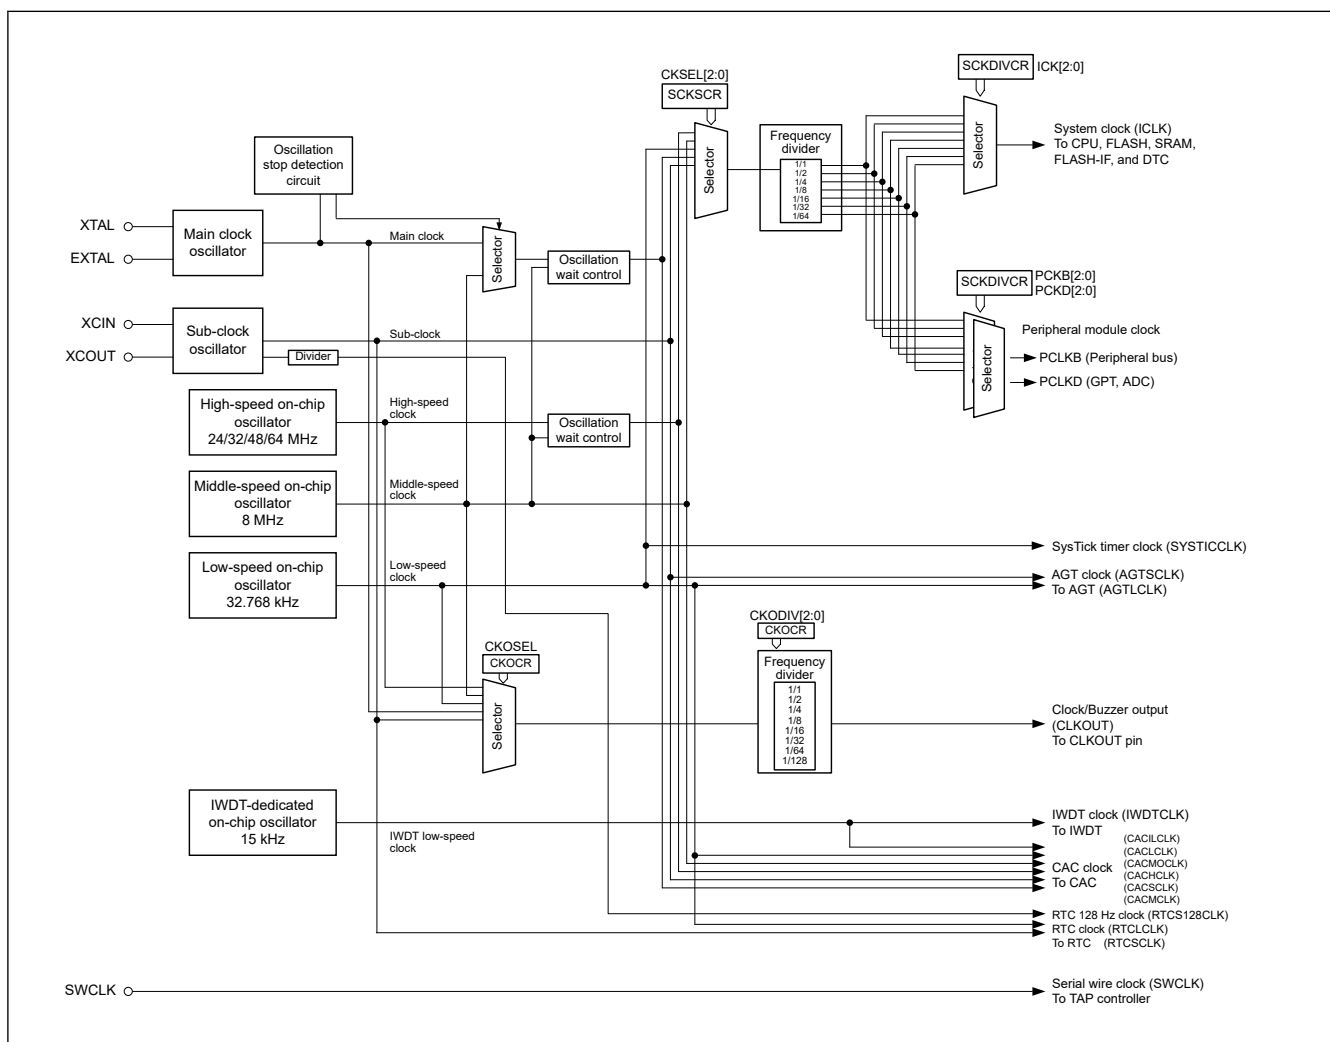 SCKDIVCR
ICK[2:0]
CKSEL[2:0]
SCKSCR
Selector
Frequency
divider
1/1
1/2
1/4
1/8
1/16
1/32
1/64
Selector
System clock (ICLK)
To CPU, FLASH, SRAM,
FLASH-IF, and DTC
Oscillation
stop detection
circuit
XTAL
EXTAL
Main clock
oscillator
Main clock
Selector
Oscillation
wait control
SCKDIVCR
PCKB[2:0]
PCKD[2:0]
Selector
Peripheral module clock
PCLKB (Peripheral bus)
PCLKD (GPT, ADC)
XCIN
XCOUT
Sub-clock
oscillator
Sub-clock
Divider
High-speed on-chip
oscillator
24/32/48/64 MHz
High-speed
clock
Oscillation
wait control
Middle-speed on-chip
oscillator
8 MHz
Middle-speed
clock
Low-speed on-chip
oscillator
32.768 kHz
Low-speed
clock
SysTick timer clock (SYSTICCLK)
AGT clock (AGTSCLK)
To AGT (AGTLCLK)
CKOSEL
CKOCR
Selector
CKODIV[2:0]
CKOCR
Frequency
divider
1/1
1/2
1/4
1/8
1/16
1/32
1/64
1/128
Clock/Buzzer output
(CLKOUT)
To CLKOUT pin
IWDT-dedicated
on-chip oscillator
15 kHz
IWDT low-speed
clock
IWDT clock (IWDTCLK)
To IWDT
CAC clock
To CAC
(CACILCLK)
(CACLCLK)
(CACMOCLK)
(CACHCLK)
(CACSCLK)
(CACMCLK)
RTC 128 Hz clock (RTCS128CLK)
RTC clock (RTCLCLK)
To RTC (RTCSCLK)
SWCLK
Serial wire clock (SWCLK)
To TAP controller